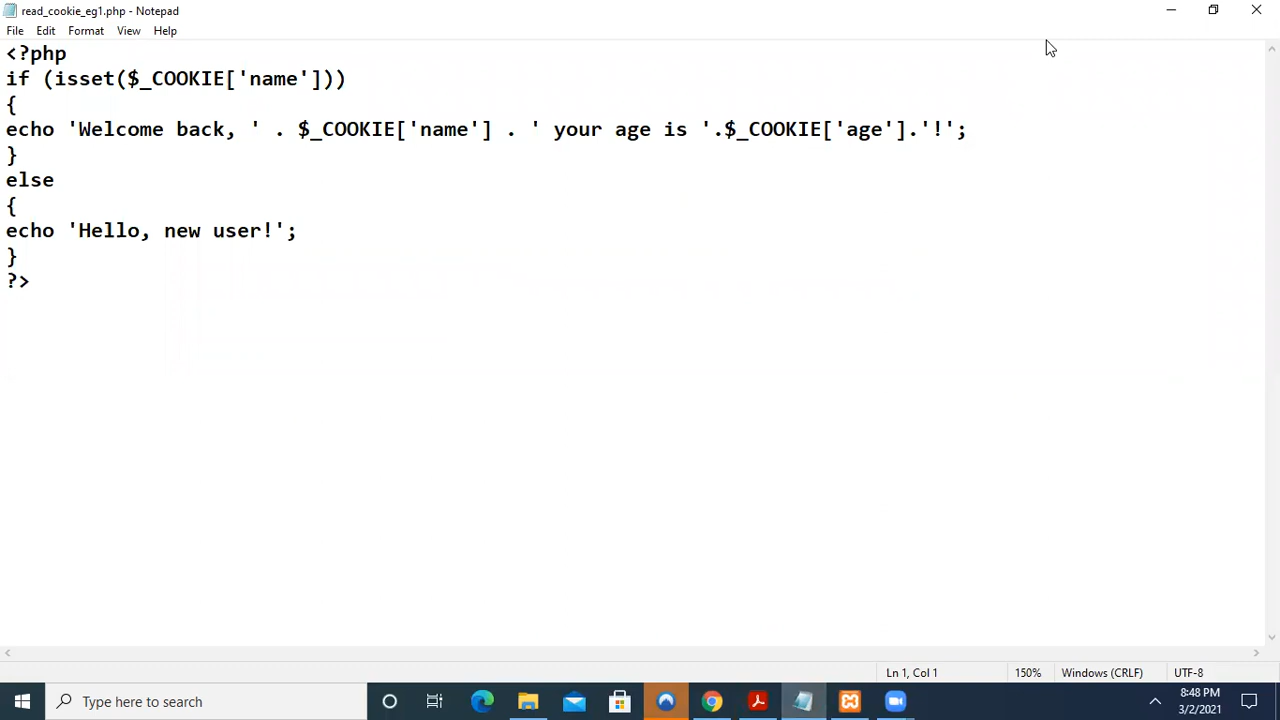 read_cookie_eg1.php - Notepad
File Edit Format View Help
<?php
if (isset($_COOKIE['name']))
{
echo 'Welcome back, ' . $_COOKIE['name'] . ' your age is '.$_COOKIE['age'].'!';
}
else
{
echo 'Hello, new user!';
}
?>
Ln 1, Col 1 150% Windows (CRLF) UTF-8
Type here to search
8:48 PM
3/2/2021